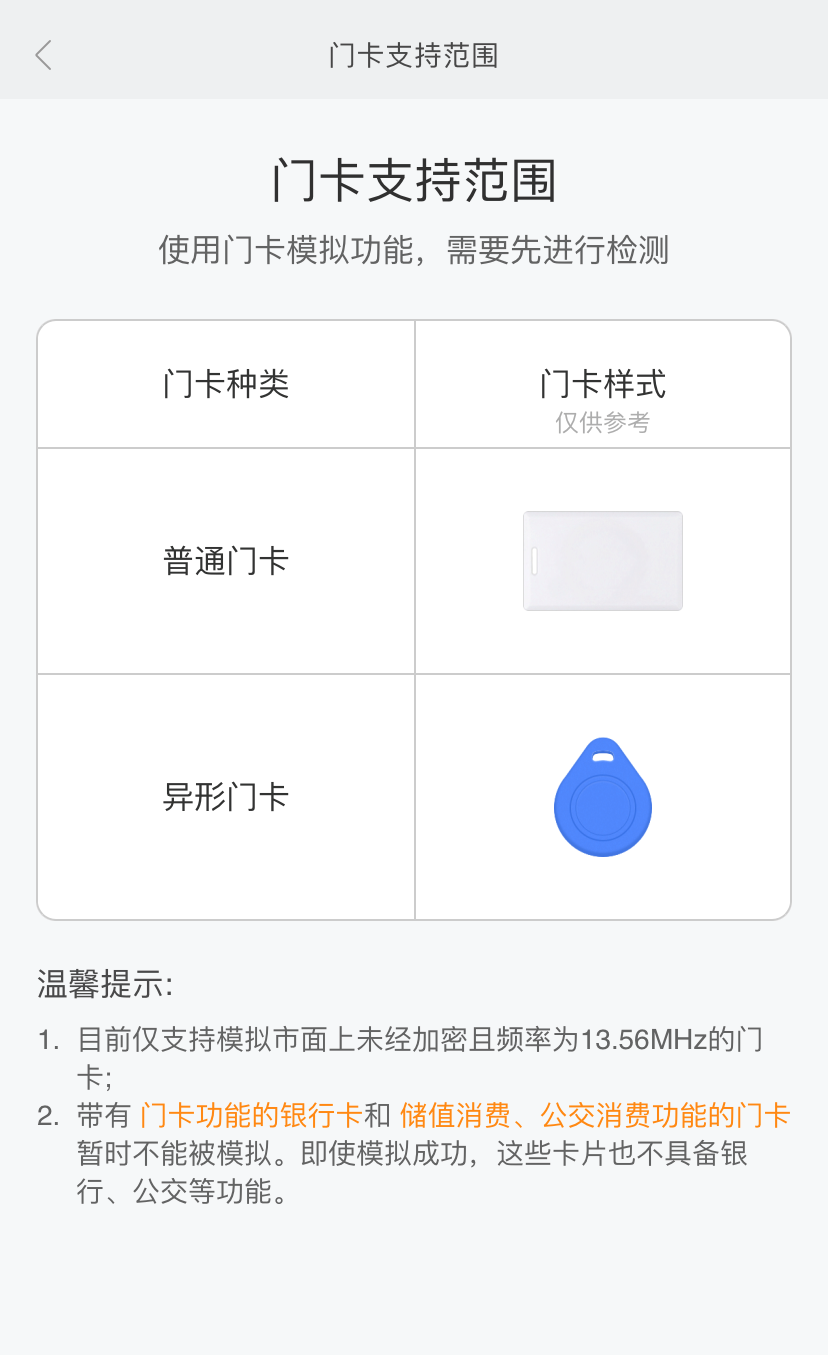 门卡支持范围
门卡支持范围
使用门卡模拟功能，需要先进行检测
门卡种类
门卡样式
仅供参考
普通门卡
异形门卡
温馨提示:
1. 目前仅支持模拟市面上未经加密且频率为13.56MHz的门
卡;
2. 带有 门卡功能的银行卡和 储值消费、公交消费功能的门卡
暂时不能被模拟。即使模拟成功，这些卡片也不具备银
行、公交等功能。